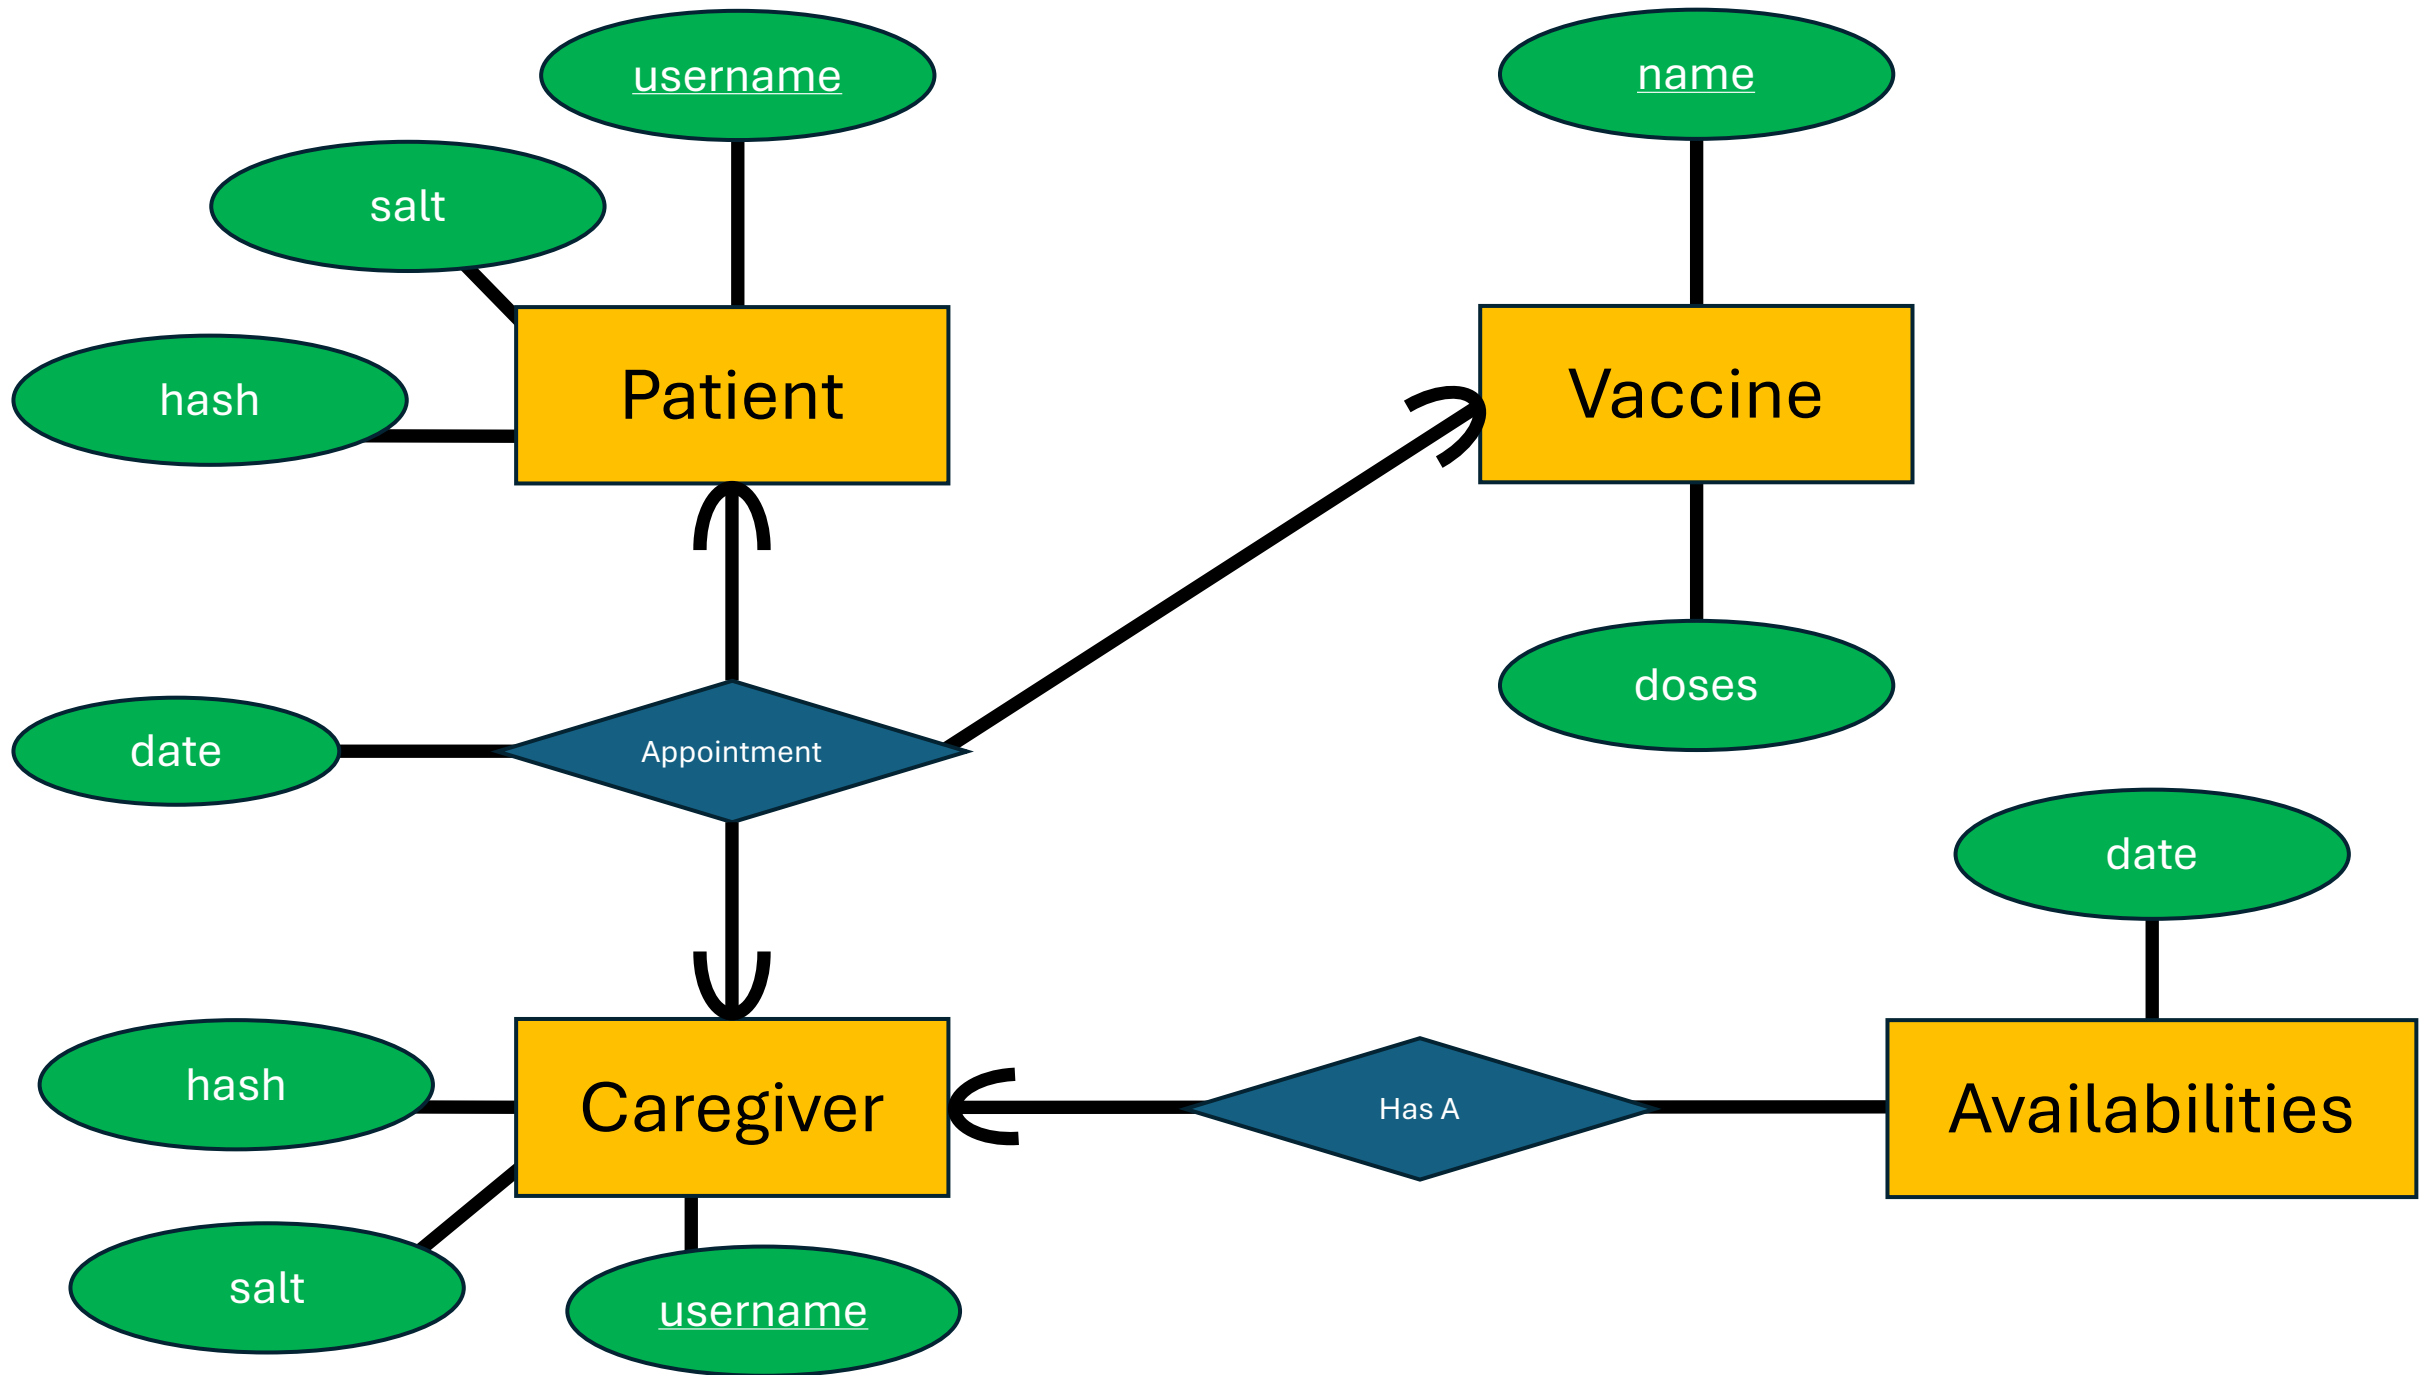 username
name
salt
Patient
Vaccine
hash
doses
date
Appointment
date
hash
Caregiver
Has A
Availabilities
salt
username